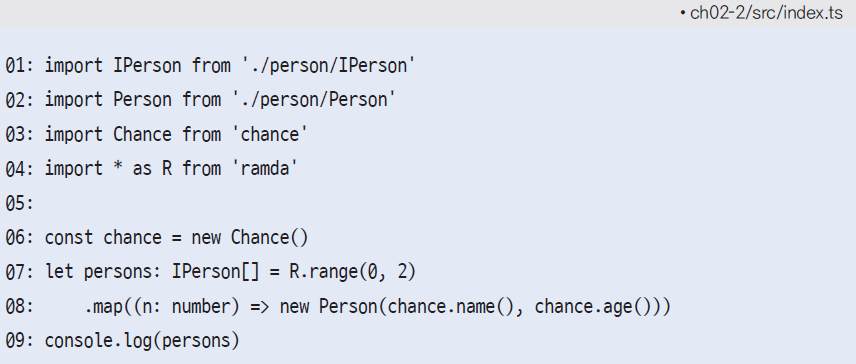 • ch02-2/src/index.ts
01: import IPerson from './person/IPerson'
02: import Person from './person/Person'
03: import Chance from 'chance'
04: import * as R from 'ramda'
05:
06: const chance = new Chance()
07: let persons: IPerson[] = R.range(0, 2)
08:     .map((n: number) => new Person(chance.name(), chance.age()))
09: console.log(persons)